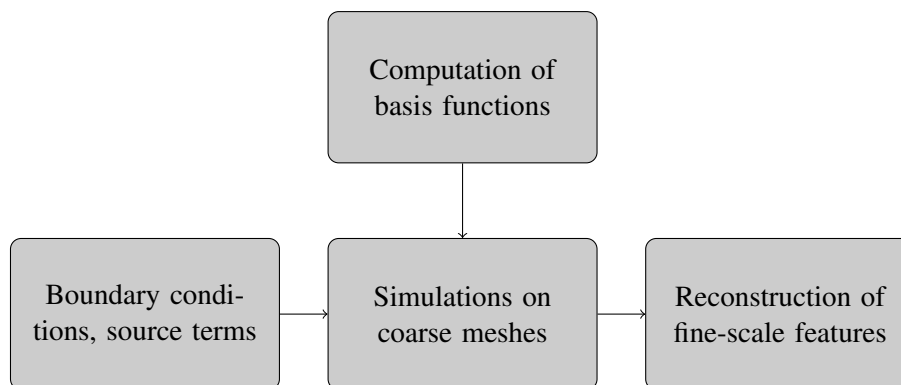 Computation of
basis functions
Boundary condi-
tions, source terms
Simulations on
coarse meshes
Reconstruction of
fine-scale features